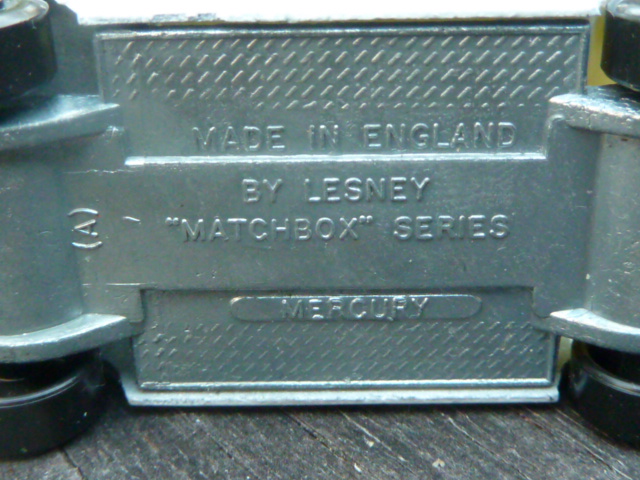 MADE IN ENGLAND
BY LESNEY
"MATCHBOX" SERIES
(A)
MERCURY